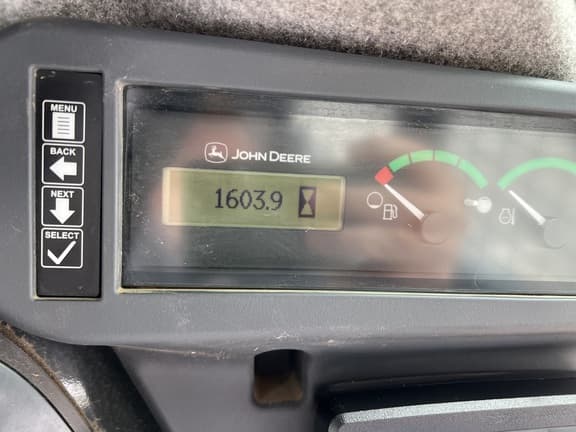 MENU
BACK
NEXT
SELECT
JOHN DEERE
1603.9